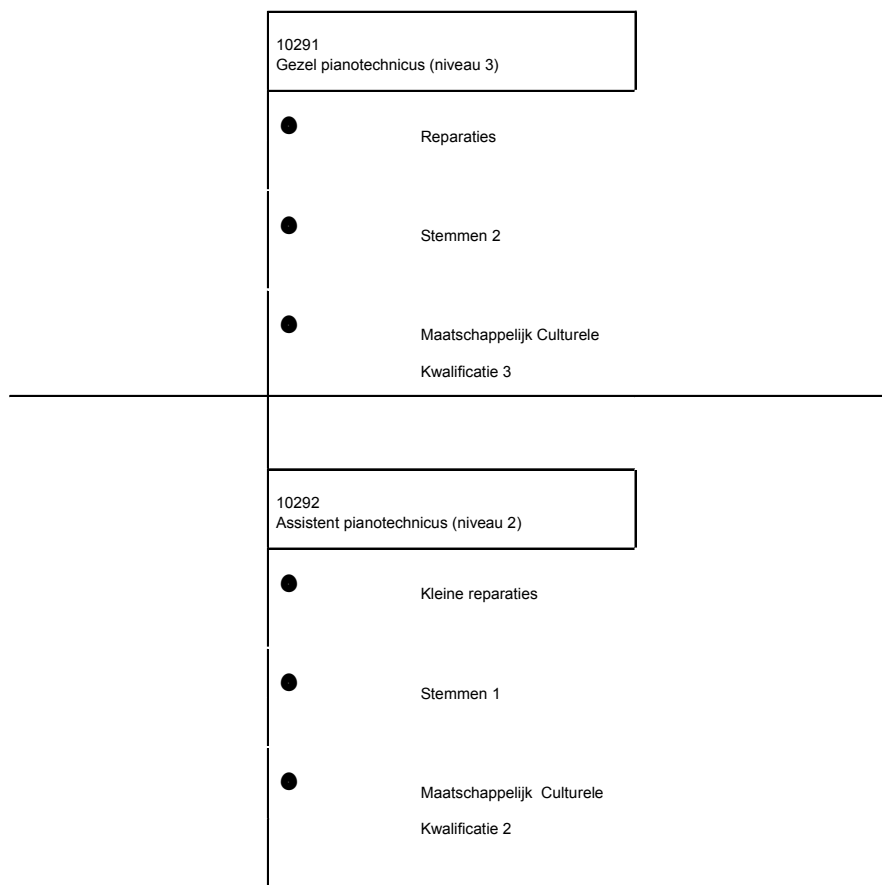 10291
Gezel pianotechnicus (niveau 3)
Reparaties
Stemmen 2
Maatschappelijk Culturele
Kwalificatie 3
10292
Assistent pianotechnicus (niveau 2)
Kleine reparaties
Stemmen 1
Maatschappelijk  Culturele
Kwalificatie 2